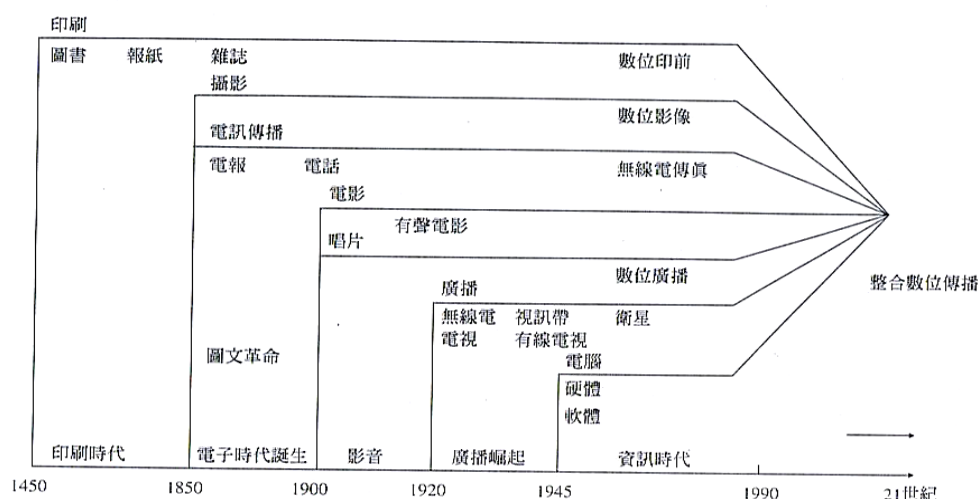 印刷
圖書 報紙 雜誌 數位印前
攝影
數位影像
電訊傳播
電報 電話 無線電傳眞
電影
有聲電影
唱片
數位廣播
整合數位傳播
廣播
無線電 視訊帶 衛星
電視 有線電視
圖文革命
電腦
硬體
軟體
印刷時代 電子時代誕生 影音 廣播崛起 資訊時代
1450 1850 1900 1920 1945 1990 21世紀